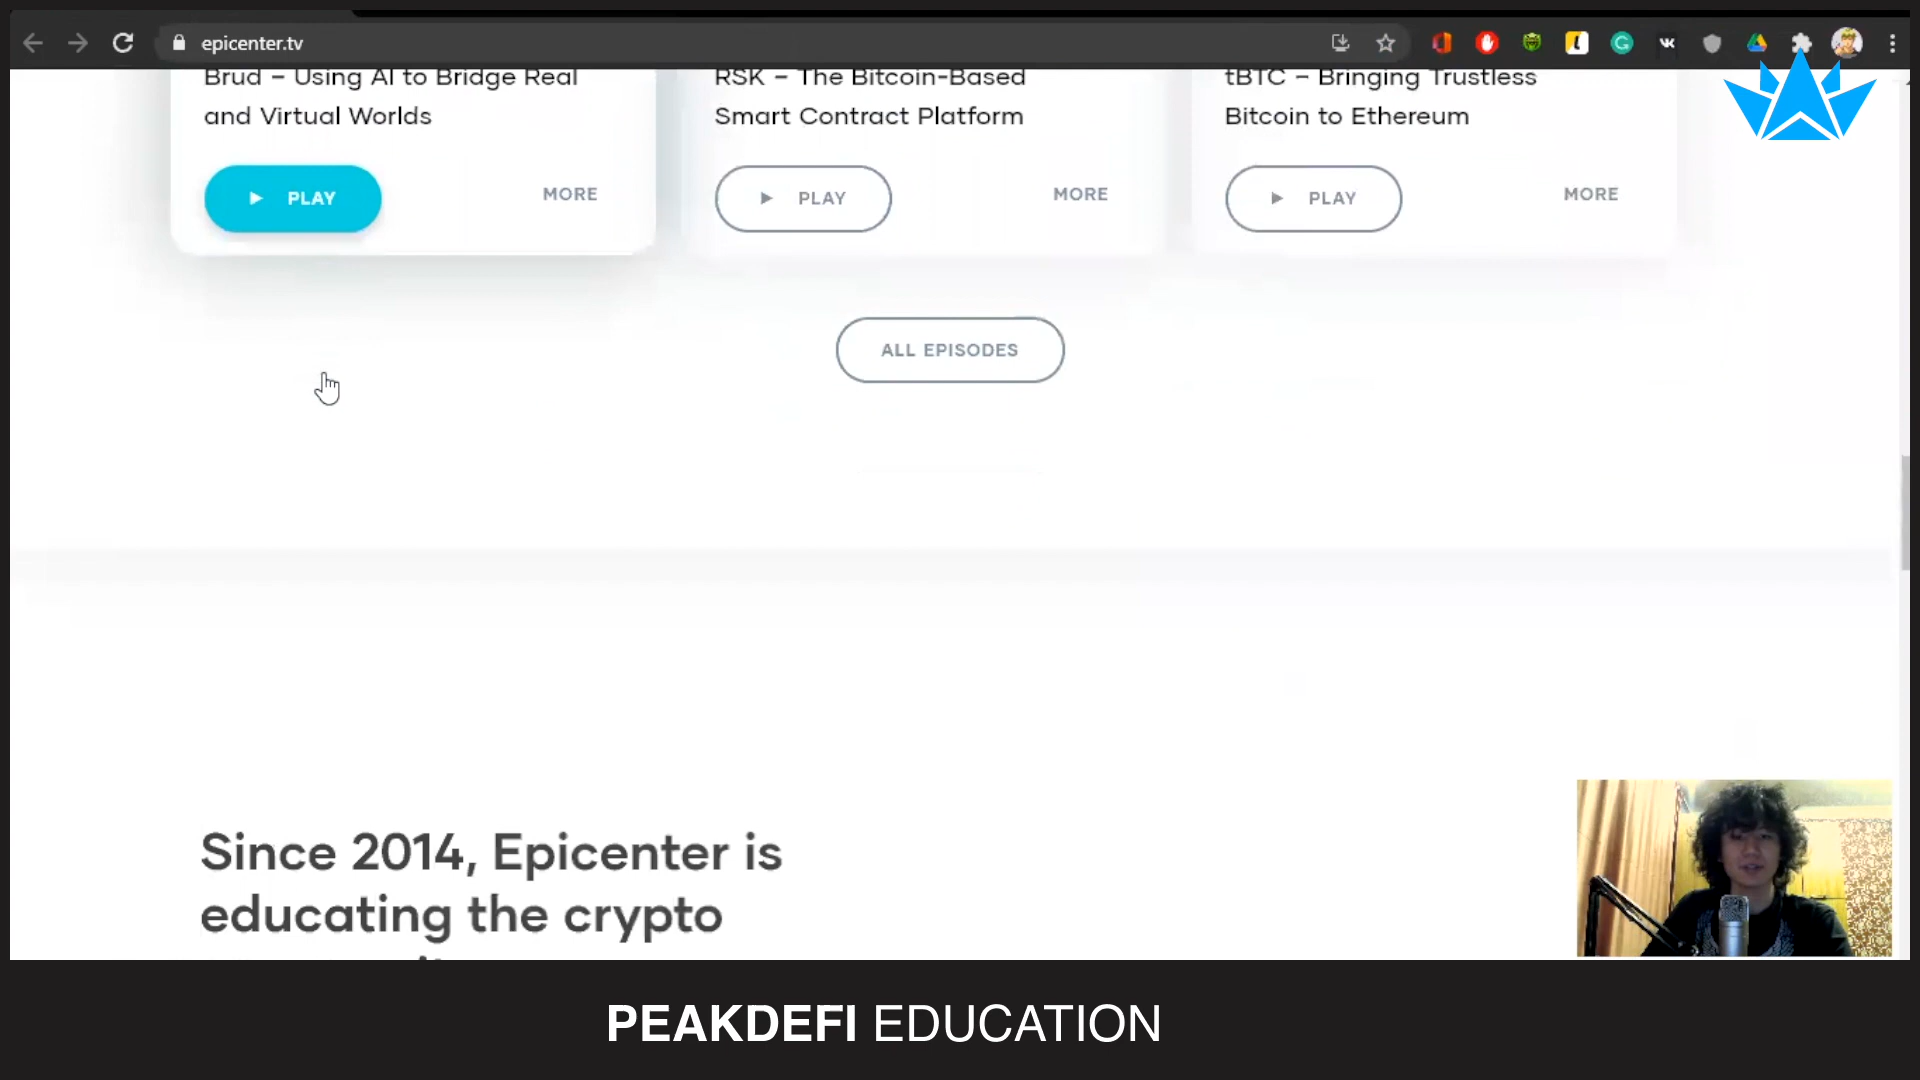 epicenter.tv
Brud – Using AI to Bridge Real
and Virtual Worlds
PLAY
MORE
RSK – The Bitcoin-Based
Smart Contract Platform
PLAY
MORE
tBTC – Bringing Trustless
Bitcoin to Ethereum
PLAY
MORE
ALL EPISODES
Since 2014, Epicenter is
educating the crypto
PEAKDEFI EDUCATION